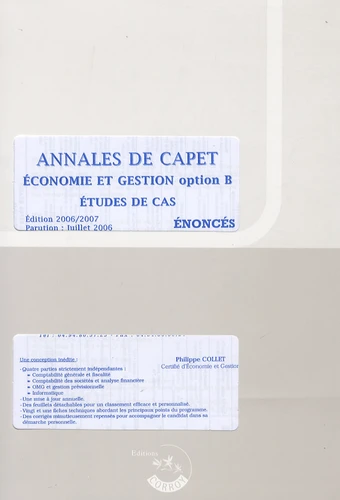 ANNALES DE CAPET
ÉCONOMIE ET GESTION option B
ÉTUDES DE CAS
Édition 2006/2007
Parution : Juillet 2006
ÉNONCÉS
Une conception inédite :
Philippe COLLET
Certifié d'Économie et Gestion
-Quatre parties strictement indépendantes :
► Comptabilité générale et fiscalité
► Comptabilité des sociétés et analyse financière
► OMG et gestion prévisionnelle
► Informatique
-Une mise à jour annuelle.
-Des feuillets détachables pour un classement efficace et personnalisé.
-Vingt et une fiches techniques abordant les principaux points du programme.
-Des corrigés minutieusement repensés pour accompagner le candidat dans sa
démarche personnelle.
Éditions
CORROY